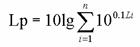 Lp = 10lg∑_{i=1}^{n} 10^{0.1Li}